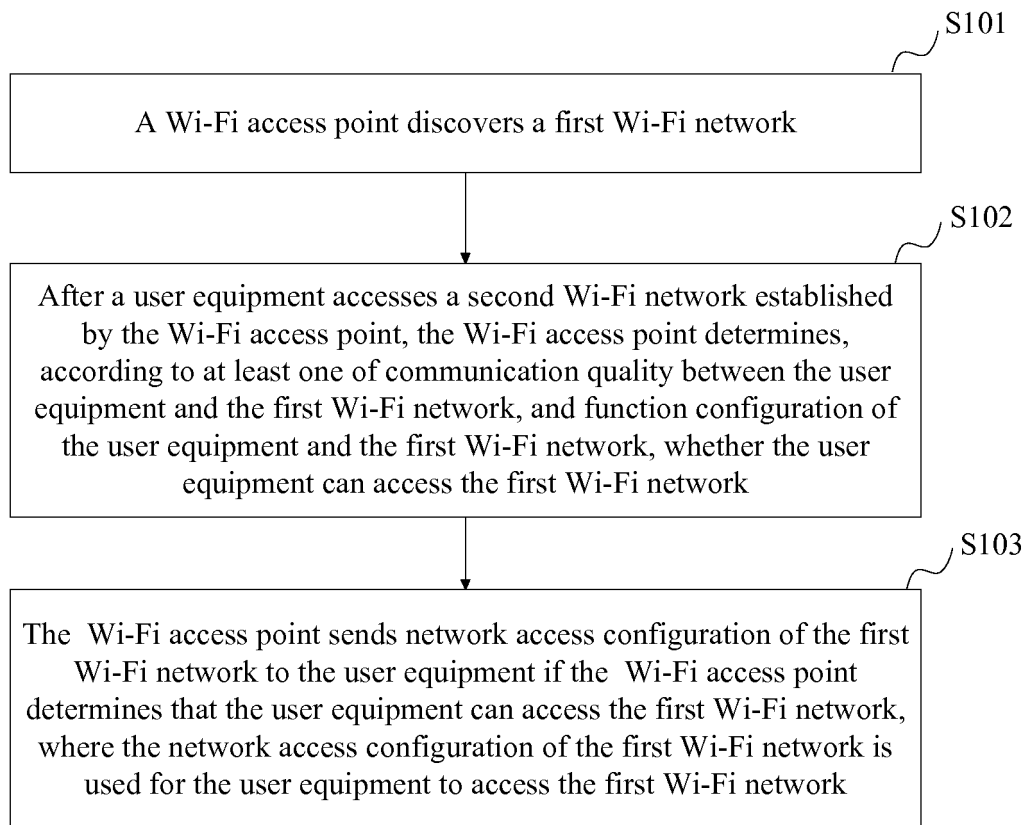 S101
A Wi-Fi access point discovers a first Wi-Fi network
S102
After a user equipment accesses a second Wi-Fi network established
by the Wi-Fi access point, the Wi-Fi access point determines,
according to at least one of communication quality between the user
equipment and the first Wi-Fi network, and function configuration of
the user equipment and the first Wi-Fi network, whether the user
equipment can access the first Wi-Fi network
S103
The Wi-Fi access point sends network access configuration of the first
Wi-Fi network to the user equipment if the Wi-Fi access point
determines that the user equipment can access the first Wi-Fi network,
where the network access configuration of the first Wi-Fi network is
used for the user equipment to access the first Wi-Fi network